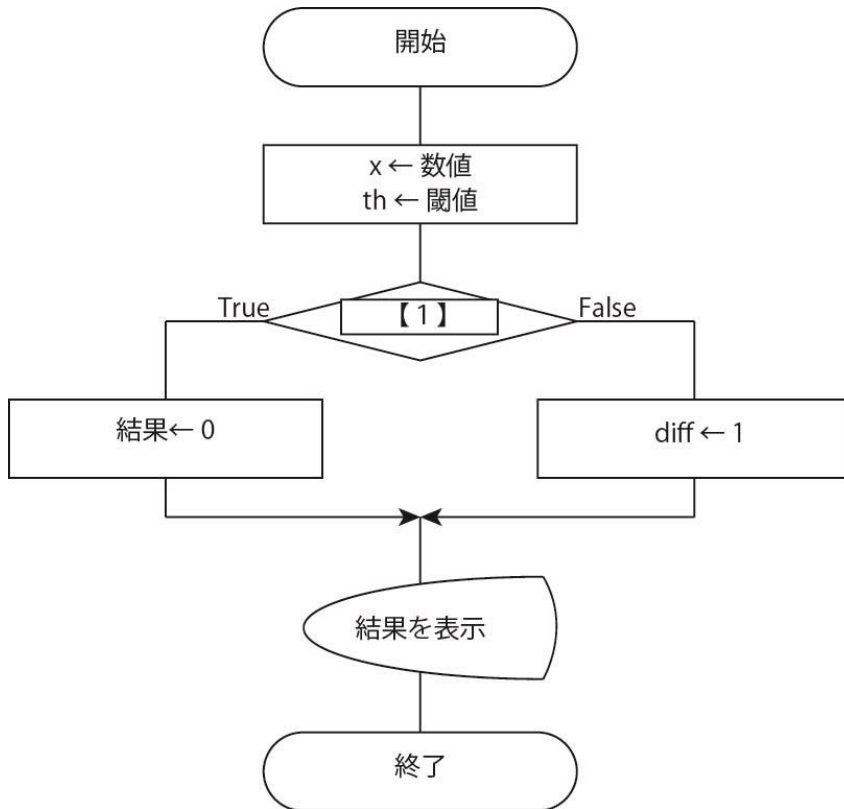 開始
x ← 数値
th ← 閾値
True
【 1 】
False
結果← 0
diff ← 1
結果を表示
終了